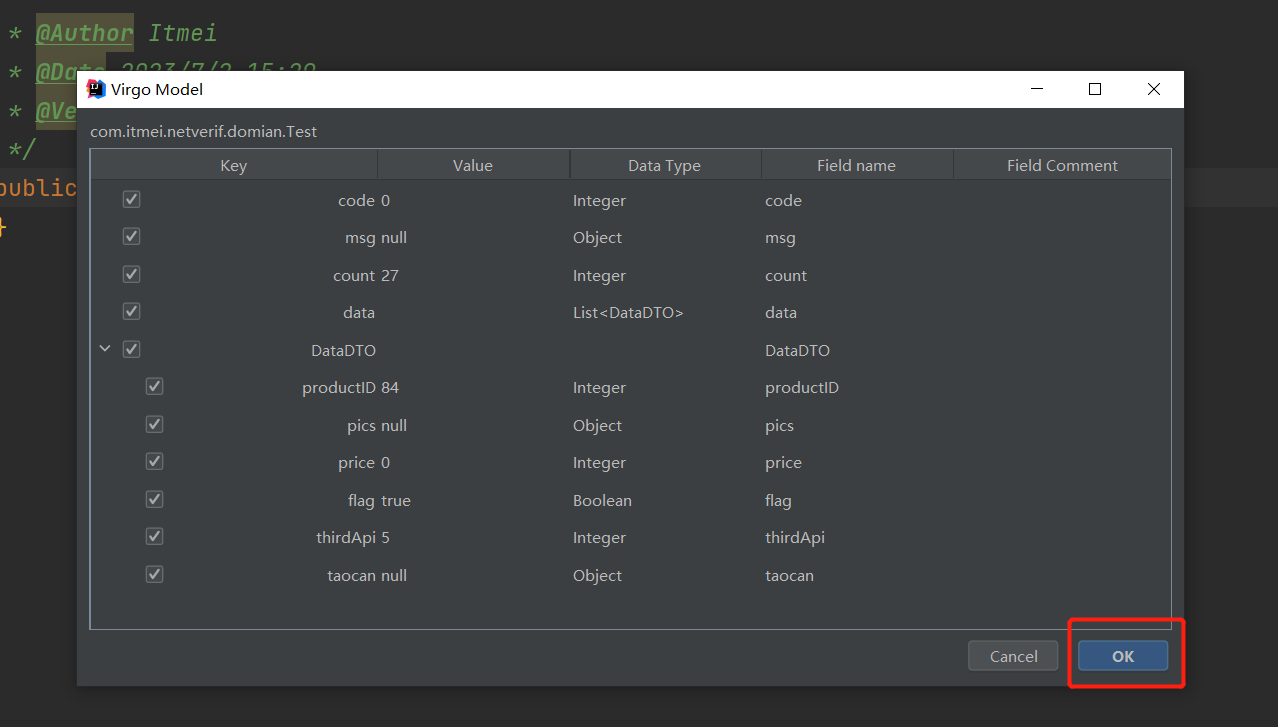 * @Author Itmei
* @Date 2023/7/2 15:29
Virgo Model
* @Ve
com.itmei.netverif.domian.Test
*/
Key Value Data Type Field name Field Comment
public
code 0 Integer code
}
msg null Object msg
count 27 Integer count
data List<DataDTO> data
DataDTO DataDTO
productID 84 Integer productID
pics null Object pics
price 0 Integer price
flag true Boolean flag
thirdApi 5 Integer thirdApi
taocan null Object taocan
Cancel OK